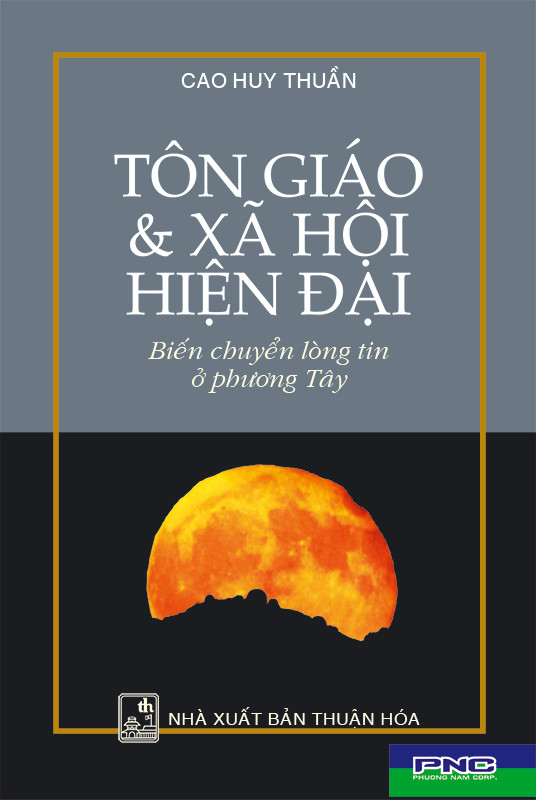 CAO HUY THUẦN
TÔN GIÁO
& XÃ HỘI
HIỆN ĐẠI
Biến chuyển lòng tin
ở phương Tây
th
NHÀ XUẤT BẢN THUẬN HÓA
PNC
PHUONG NAM CORP.